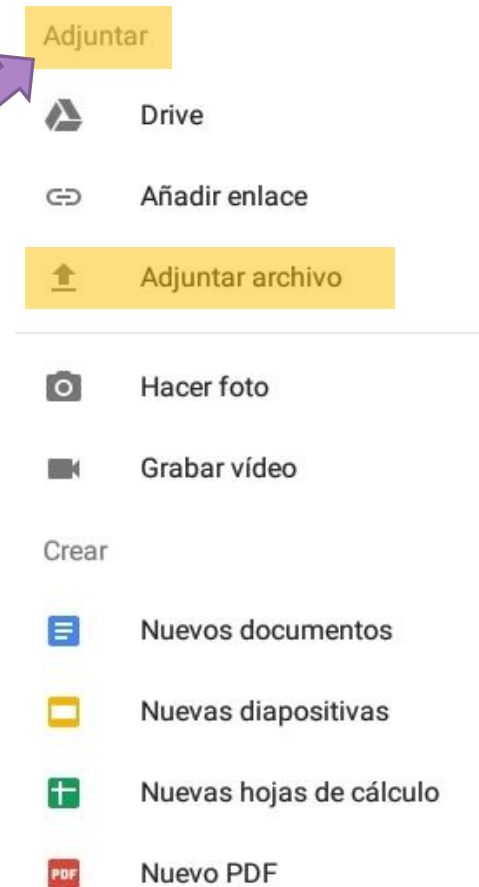 Adjuntar
Drive
Añadir enlace
Adjuntar archivo
Hacer foto
Grabar vídeo
Crear
Nuevos documentos
Nuevas diapositivas
Nuevas hojas de cálculo
PDF Nuevo PDF